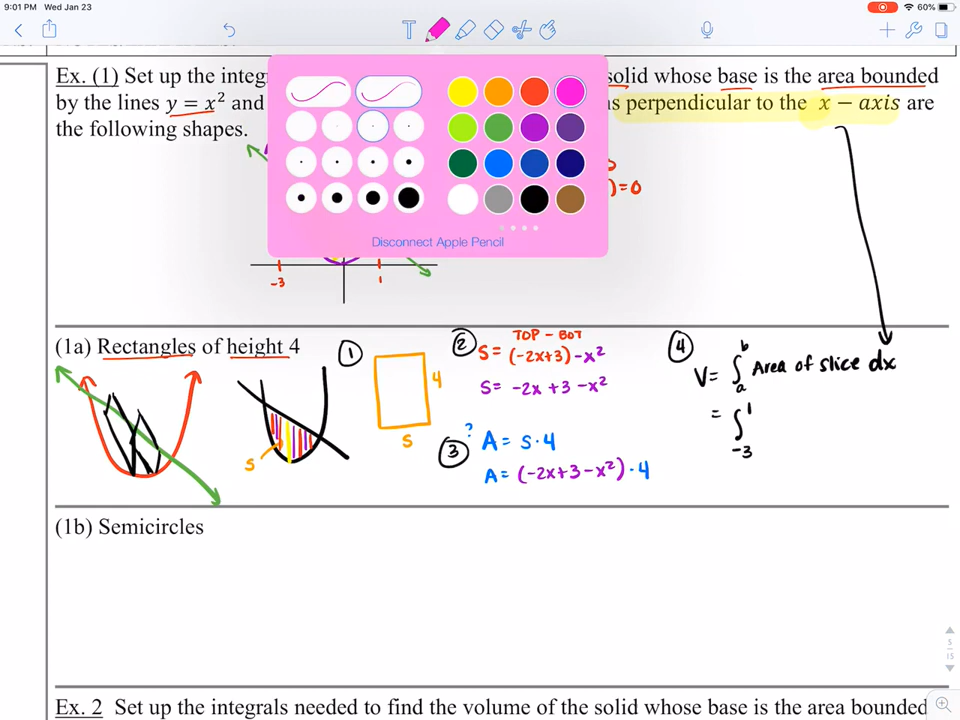 9:01 PM Wed Jan 23
60%
T
Ex. (1) Set up the integ
solid whose base is the area bounded
by the lines y = x² and
s perpendicular to the x − axis are
the following shapes.
) = 0
-3
1
Disconnect Apple Pencil
(1a) Rectangles of height 4
s
①
4
s
②
TOP - BOT
S = (-2x+3) - x²
S = -2x + 3 - x²
③
?
A = s · 4
A = (-2x+3-x²) · 4
④
V = ∫ₐᵇ Area of slice dx
= ∫₋₃¹
(1b) Semicircles
5
15
Ex. 2 Set up the integrals needed to find the volume of the solid whose base is the area bounded